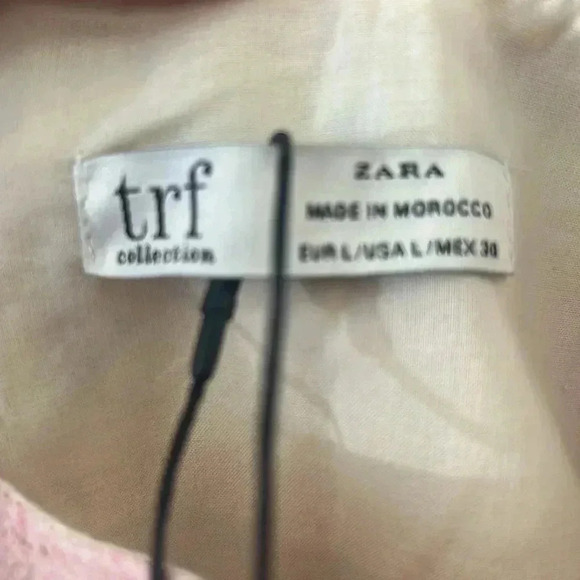 trf
collection
ZARA
MADE IN MOROCCO
EUR L/USA L/MEX 30